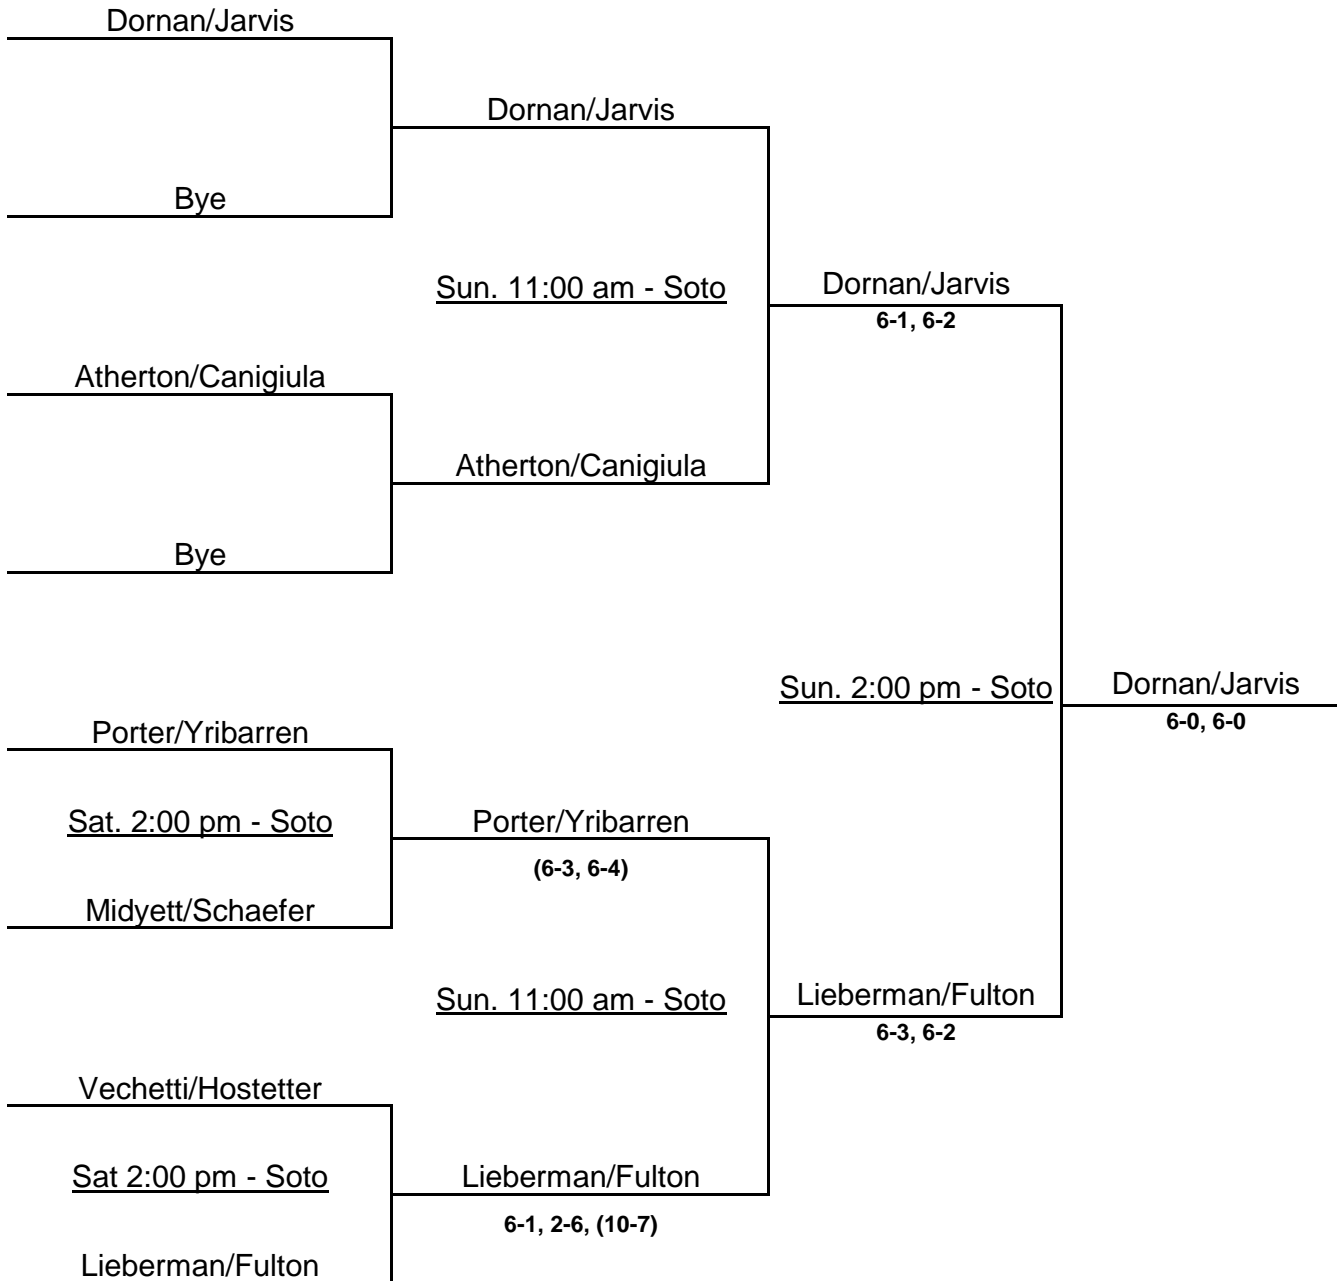 Dornan/Jarvis
Dornan/Jarvis
Bye
Sun. 11:00 am - Soto
Dornan/Jarvis
6-1, 6-2
Atherton/Canigiula
Atherton/Canigiula
Bye
Sun. 2:00 pm - Soto
Dornan/Jarvis
6-0, 6-0
Porter/Yribarren
Sat. 2:00 pm - Soto
Porter/Yribarren
(6-3, 6-4)
Midyett/Schaefer
Sun. 11:00 am - Soto
Lieberman/Fulton
6-3, 6-2
Vechetti/Hostetter
Sat 2:00 pm - Soto
Lieberman/Fulton
6-1, 2-6, (10-7)
Lieberman/Fulton